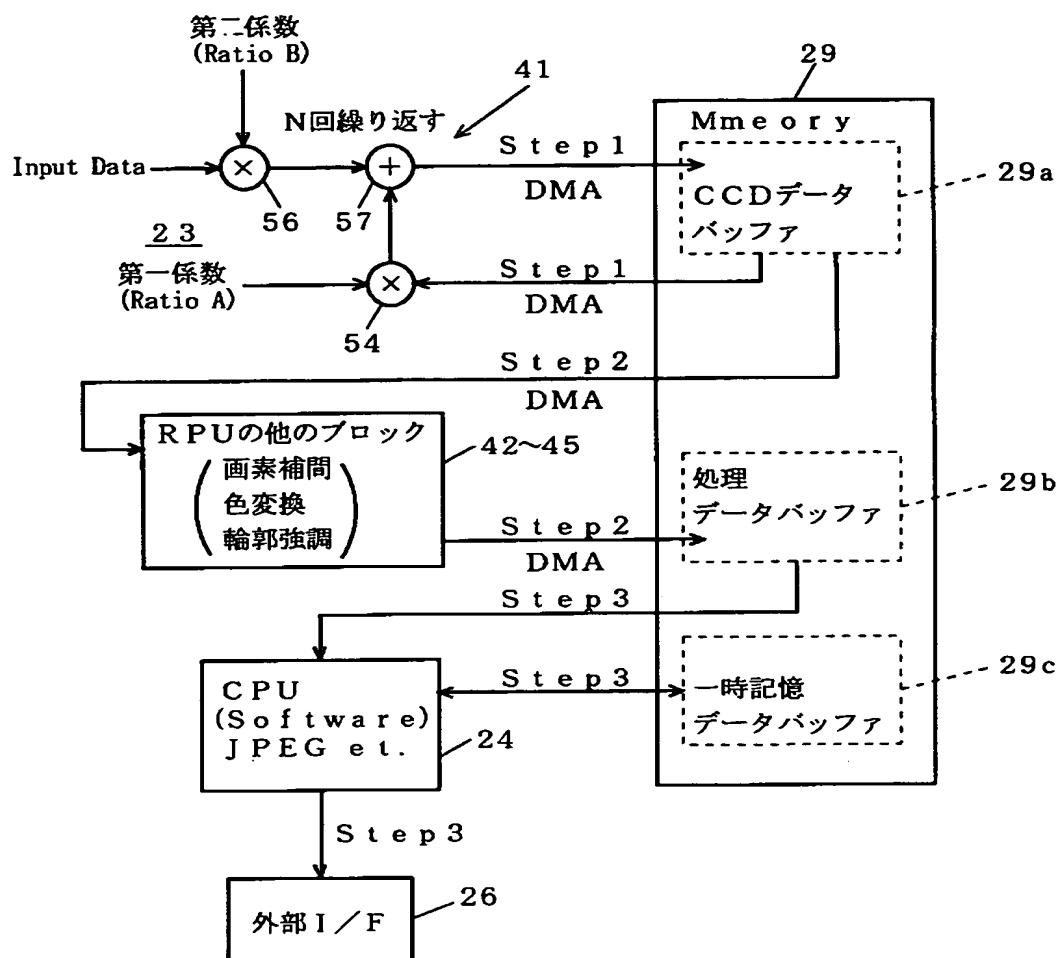 第二係数
(Ratio B)
41
29
N回繰り返す
Mmeory
Input Data
×
+
Step1
DMA
CCDデータ
バッファ
29a
56
57
23
第一係数
(Ratio A)
×
Step1
DMA
54
Step2
DMA
RPUの他のブロック
画素補間
色変換
輪郭強調
42～45
処理
データバッファ
29b
Step2
DMA
Step3
CPU
(Software)
JPEG et.
24
Step3
一時記憶
データバッファ
29c
Step3
外部I／F
26